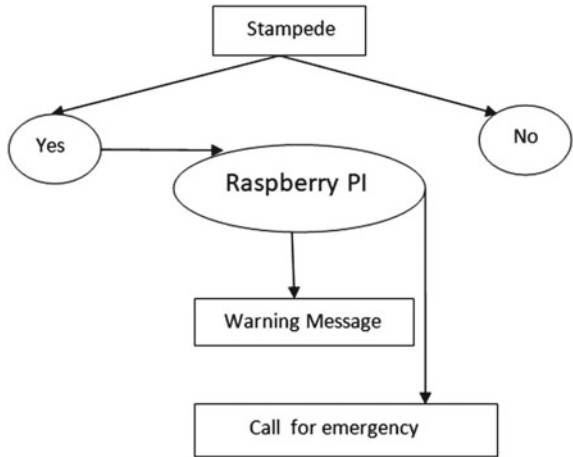 Stampede
Yes
No
Raspberry PI
Warning Message
Call for emergency